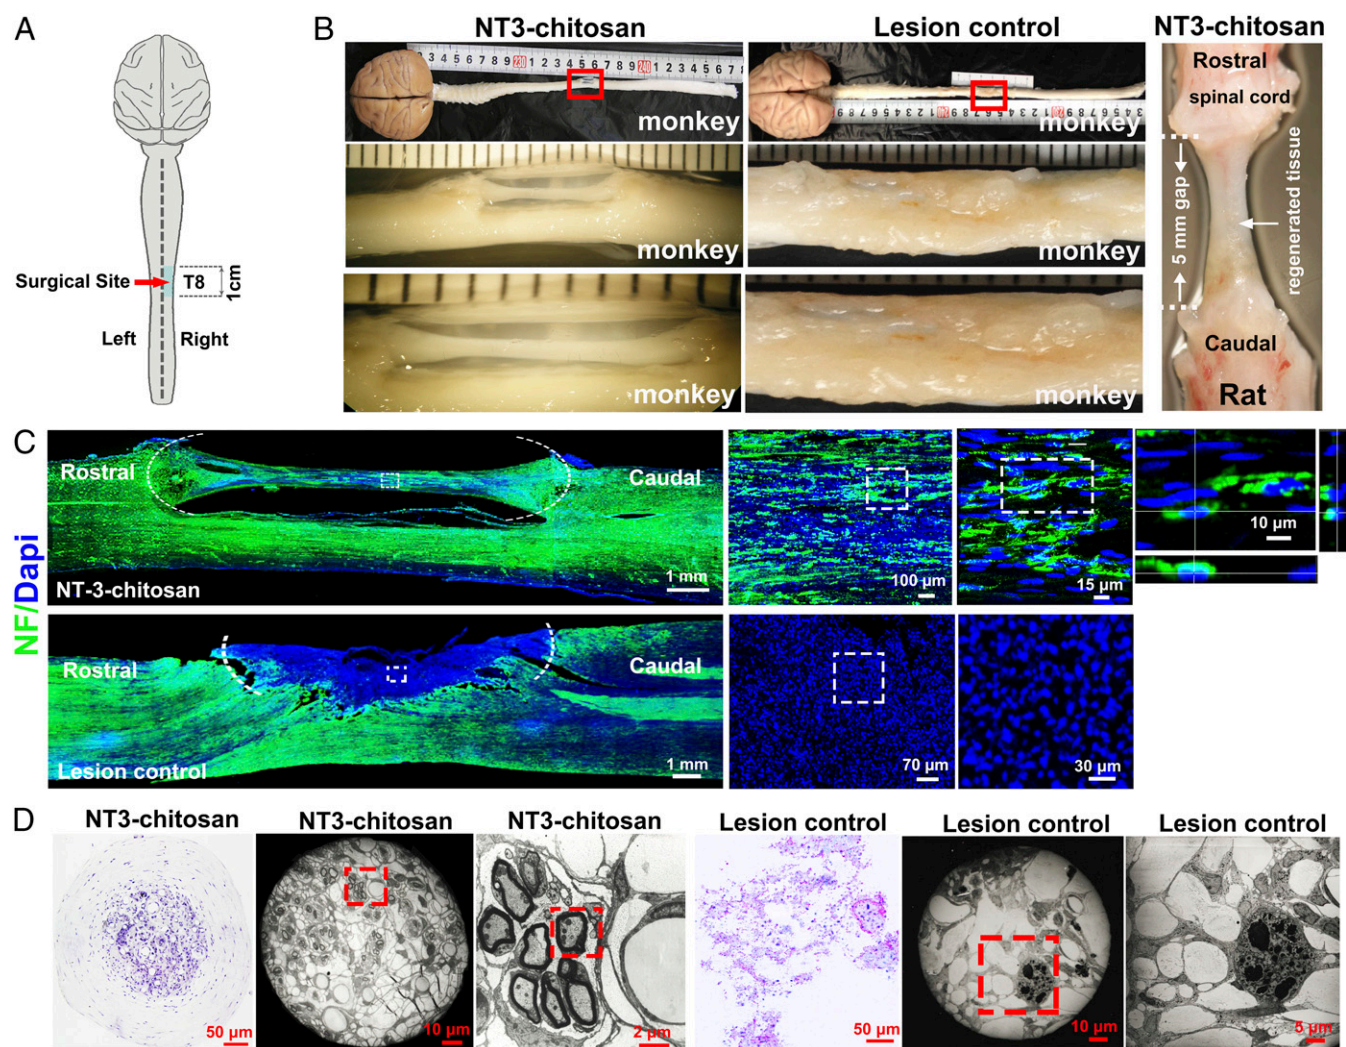 A
Surgical Site
T8
1cm
Left
Right
B
NT3-chitosan
Lesion control
NT3-chitosan
monkey
monkey
monkey
monkey
monkey
monkey
Rostral
spinal cord
5 mm gap
regenerated tissue
Caudal
Rat
C
NF/Dapi
Rostral
Caudal
NT-3-chitosan
1 mm
100 µm
15 µm
10 µm
Rostral
Caudal
Lesion control
1 mm
70 µm
30 µm
D
NT3-chitosan
NT3-chitosan
NT3-chitosan
Lesion control
Lesion control
Lesion control
50 µm
10 µm
2 µm
50 µm
10 µm
5 µm